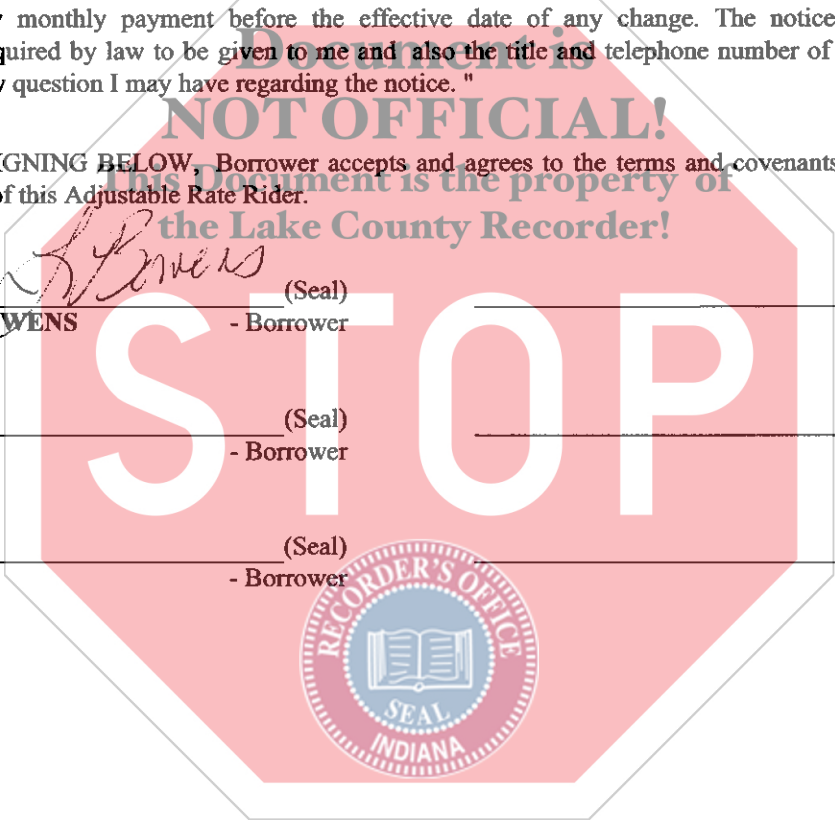 monthly payment before the effective date of any change. The notice
quired by law to be given to me and also the title and telephone number of
question I may have regarding the notice. "
Document is
NOT OFFICIAL!
This Document is the property of
the Lake County Recorder!
GNING BELOW, Borrower accepts and agrees to the terms and covenants
of this Adjustable Rate Rider.
(Seal)
WENS - Borrower
STOP
(Seal)
- Borrower
(Seal)
- Borrower
RECORDER'S OFFICE
SEAL
INDIANA